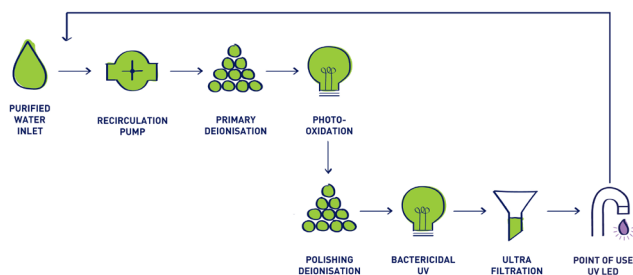 PURIFIED
WATER
INLET
RECIRCULATION
PUMP
PRIMARY
DEIONISATION
PHOTO-
OXIDATION
POLISHING
DEIONISATION
BACTERICIDAL
UV
ULTRA
FILTRATION
POINT OF USE
UV LED